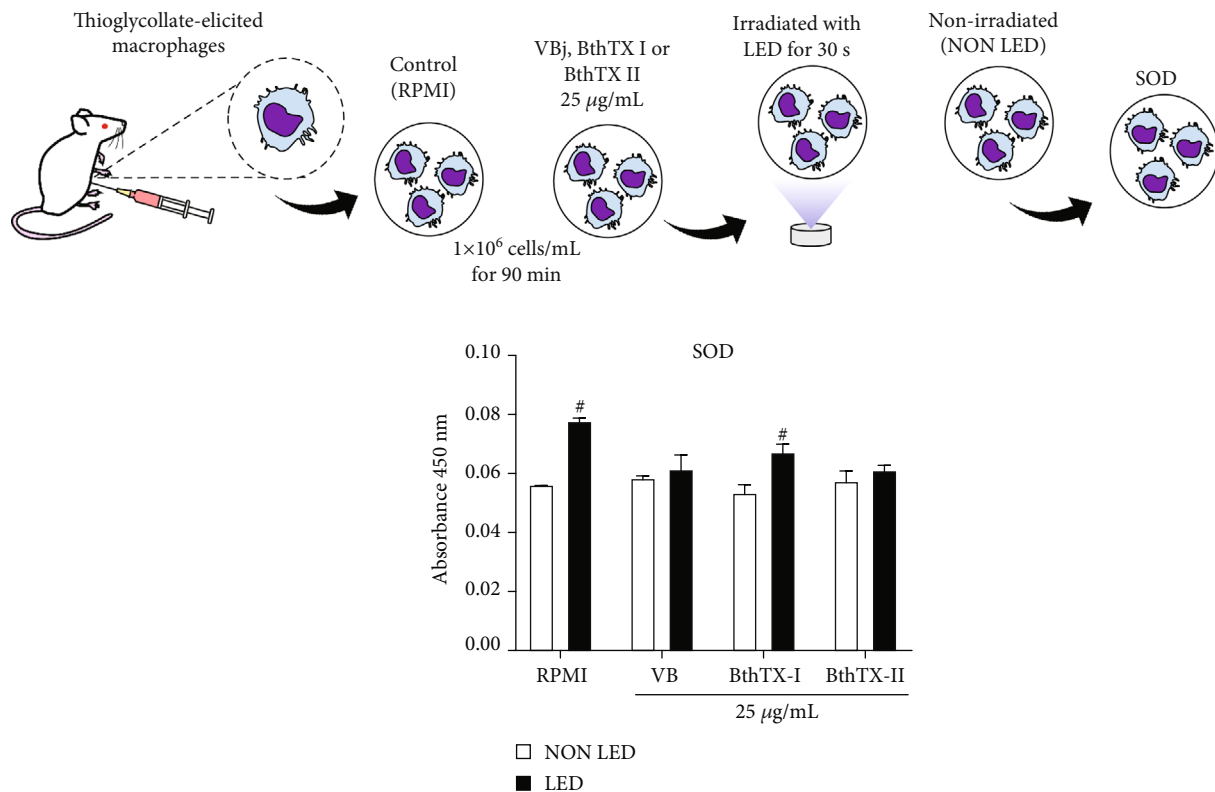 Thioglycollate-elicited
macrophages
Control
(RPMI)
VBj, BthTX I or
BthTX II
25 μg/mL
1×10⁶ cells/mL
for 90 min
Irradiated with
LED for 30 s
Non-irradiated
(NON LED)
SOD
SOD
Absorbance 450 nm
0.10
0.08
0.06
0.04
0.02
0.00
#
#
RPMI
VB
BthTX-I
BthTX-II
25 μg/mL
NON LED
LED